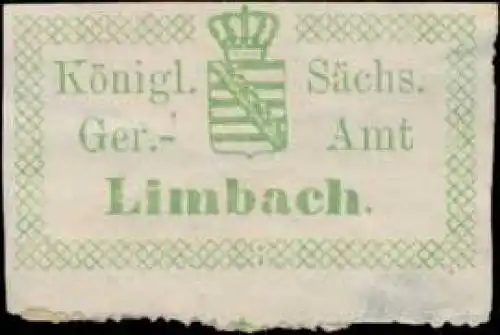 Königl. Sächs.
Ger.- Amt
Limbach.